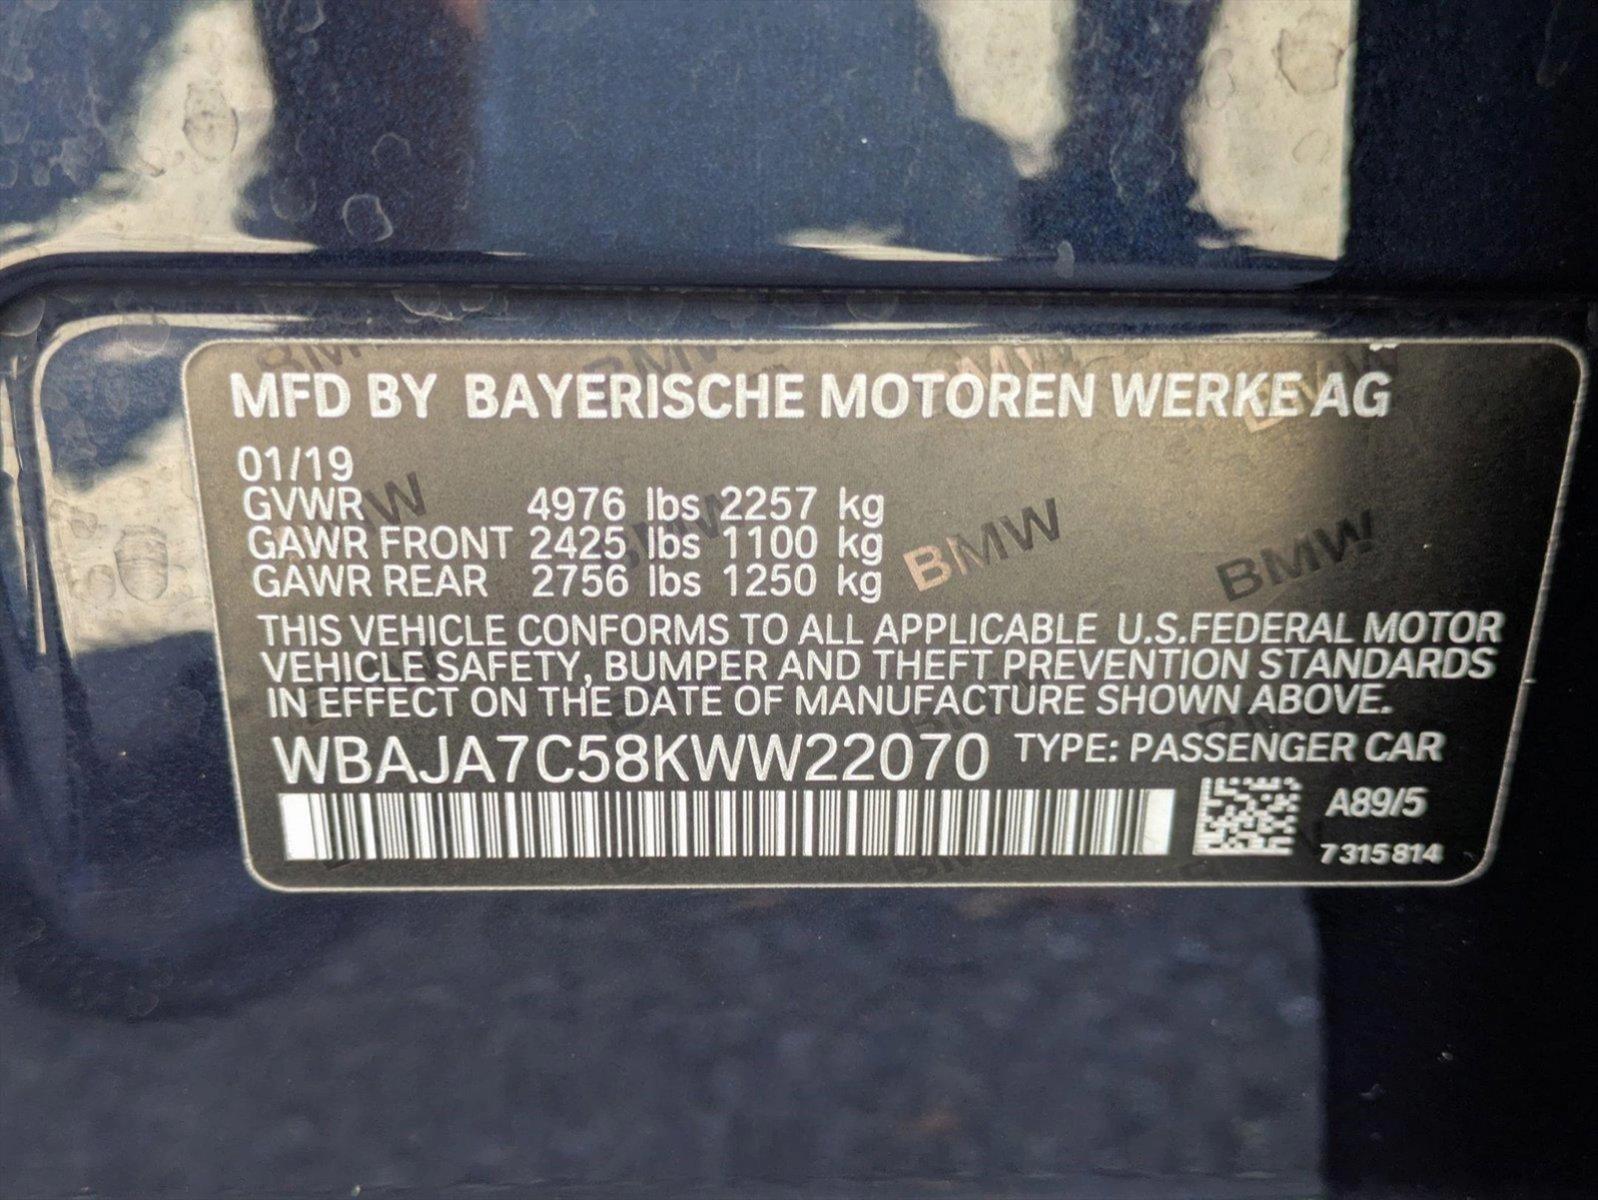 MFD BY BAYERISCHE MOTOREN WERKE AG
01/19
GVWR 4976 lbs 2257 kg
GAWR FRONT 2425 lbs 1100 kg
GAWR REAR 2756 lbs 1250 kg
THIS VEHICLE CONFORMS TO ALL APPLICABLE U.S.FEDERAL MOTOR
VEHICLE SAFETY, BUMPER AND THEFT PREVENTION STANDARDS
IN EFFECT ON THE DATE OF MANUFACTURE SHOWN ABOVE.
WBAJA7C58KWW22070 TYPE: PASSENGER CAR
A89/5
7315814
BMW
BMW
BMW